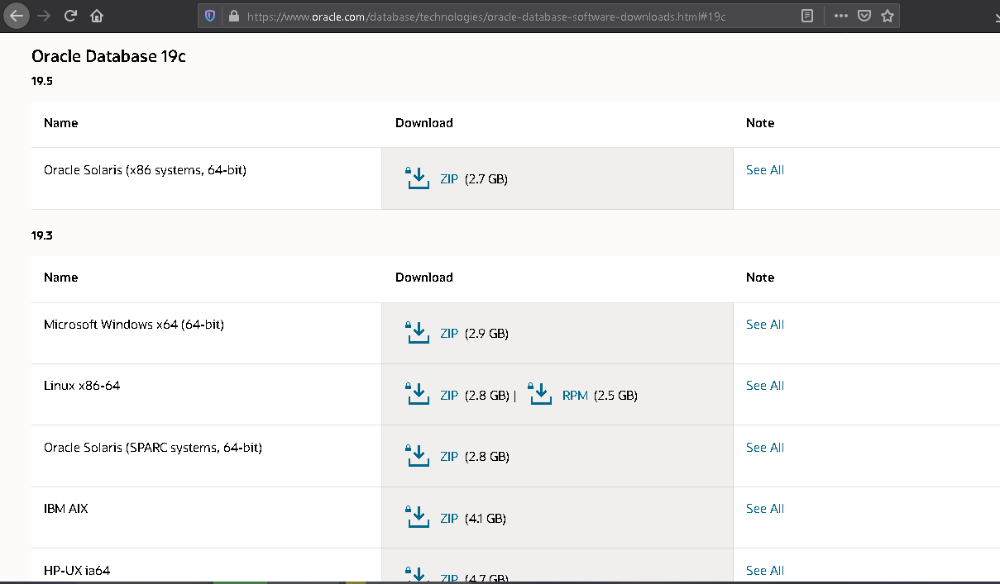 https://www.oracle.com/database/technologies/oracle-database-software-downloads.html#19c
Oracle Database 19c
19.5
Name Download Note
Oracle Solaris (x86 systems, 64-bit) ZIP (2.7 GB) See All
19.3
Name Download Note
Microsoft Windows x64 (64-bit) ZIP (2.9 GB) See All
Linux x86-64 ZIP (2.8 GB) | RPM (2.5 GB) See All
Oracle Solaris (SPARC systems, 64-bit) ZIP (2.8 GB) See All
IBM AIX ZIP (4.1 GB) See All
HP-UX ia64 ZIP (4.7 GB) See All